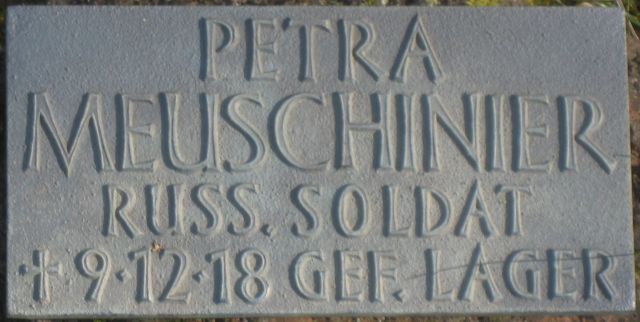 PETRA
MEUSCHINIER
RUSS. SOLDAT
·✝9·12·18 GEF. LAGER